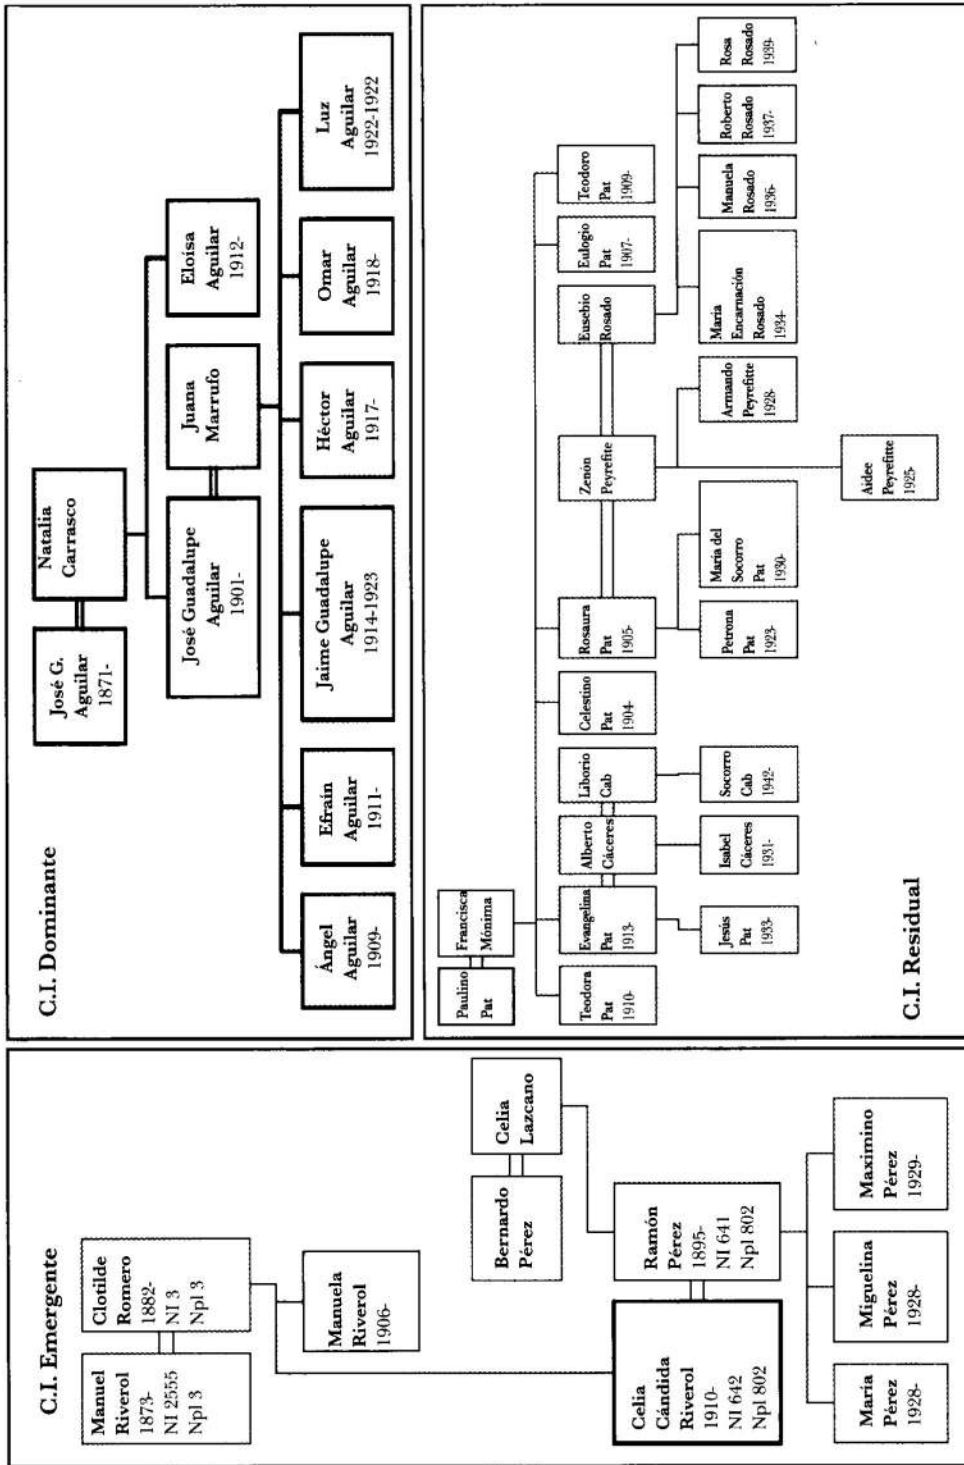 C.I. Emergente
Manuel
Riverol
1873-
NI 2555
Npl 3
Clotilde
Romero
1882-
NI 3
Npl 3
Manuela
Riverol
1906-
Bernardo
Pérez
Celia
Lazcano
Celia
Cándida
Riverol
1910-
NI 642
Npl 802
Ramón
Pérez
1895-
NI 641
Npl 802
María
Pérez
1928-
Miguelina
Pérez
1928-
Maximino
Pérez
1929-
C.I. Dominante
José G.
Aguilar
1871-
Natalia
Carrasco
José Guadalupe
Aguilar
1901-
Juana
Marrufo
Eloísa
Aguilar
1912-
Ángel
Aguilar
1909-
Efraín
Aguilar
1911-
Jaime Guadalupe
Aguilar
1914-1923
Héctor
Aguilar
1917-
Omar
Aguilar
1918-
Luz
Aguilar
1922-1922
Paulino
Pat
Francisca
Mónima
Teodora
Pat
1910-
Evangelina
Pat
1913-
Alberto
Cáceres
Liborio
Cab
Celestino
Pat
1904-
Rosaura
Pat
1905-
Zenón
Peyrefite
Eusebio
Rosado
Eulogio
Pat
1907-
Teodoro
Pat
1909-
Jesús
Pat
1933-
Isabel
Cáceres
1931-
Socorro
Cab
1942-
Petrona
Pat
1923-
María del
Socorro
Pat
1930-
Armando
Peyrefitte
1928-
María
Encarnación
Rosado
1934-
Manuela
Rosado
1936-
Roberto
Rosado
1937-
Rosa
Rosado
1939-
Aidee
Peyrefitte
1925-
C.I. Residual